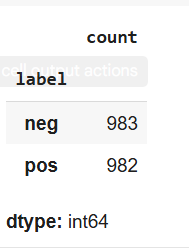 count
cell output actions
label
neg 983
pos 982
dtype: int64